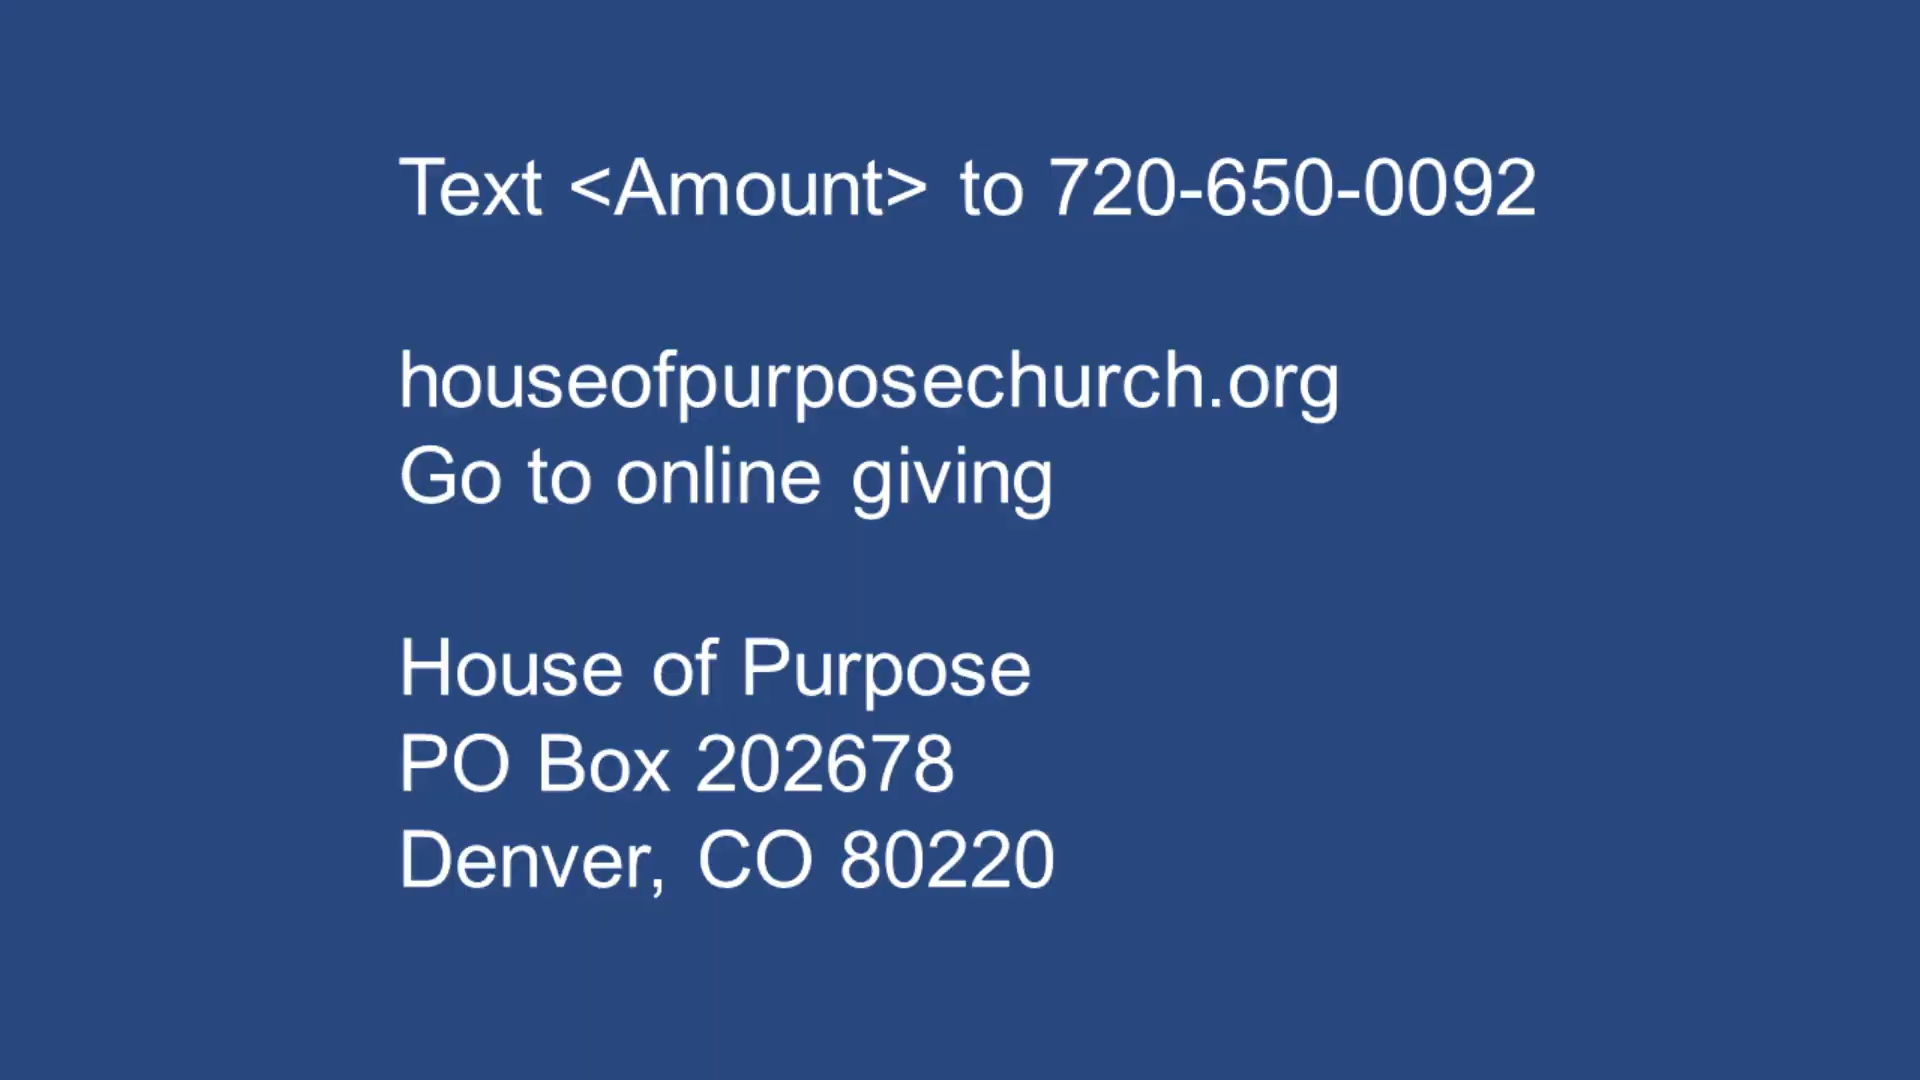 Text <Amount> to 720-650-0092
houseofpurposechurch.org
Go to online giving
House of Purpose
PO Box 202678
Denver, CO 80220